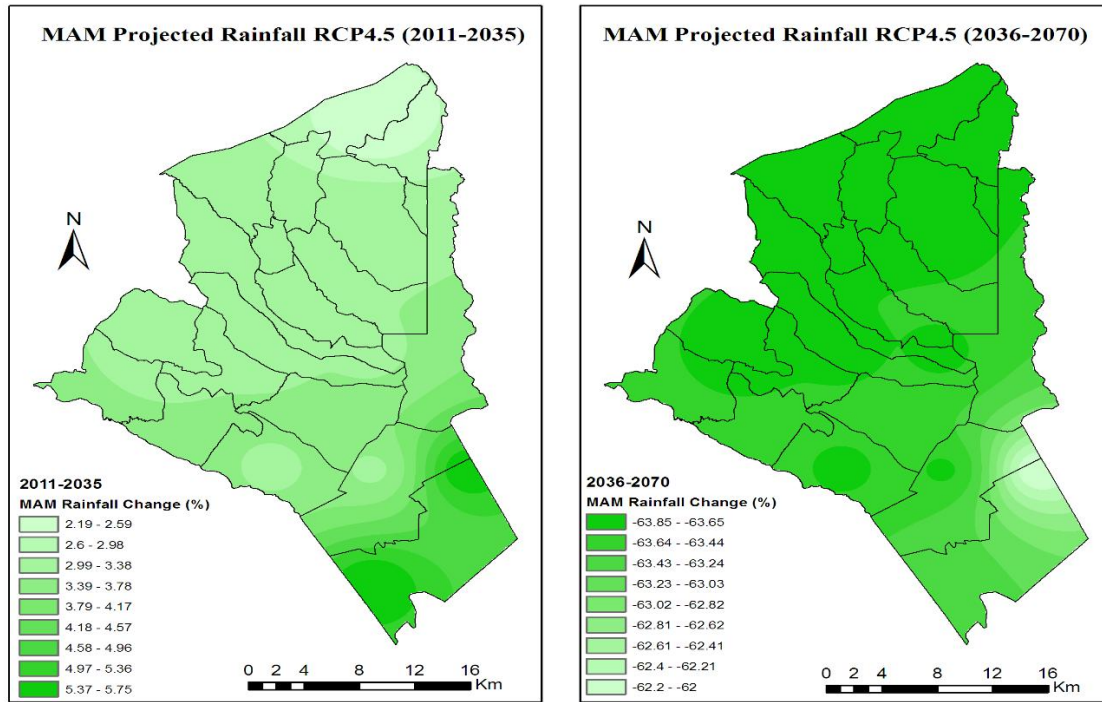 MAM Projected Rainfall RCP4.5 (2011-2035)
N
2011-2035
MAM Rainfall Change (%)
2.19 - 2.59
2.6 - 2.98
2.99 - 3.38
3.39 - 3.78
3.79 - 4.17
4.18 - 4.57
4.58 - 4.96
4.97 - 5.36
5.37 - 5.75
0 2 4 8 12 16
Km
MAM Projected Rainfall RCP4.5 (2036-2070)
N
2036-2070
MAM Rainfall Change (%)
-63.85 - -63.65
-63.64 - -63.44
-63.43 - -63.24
-63.23 - -63.03
-63.02 - -62.82
-62.81 - -62.62
-62.61 - -62.41
-62.4 - -62.21
-62.2 - -62
0 2 4 8 12 16
Km